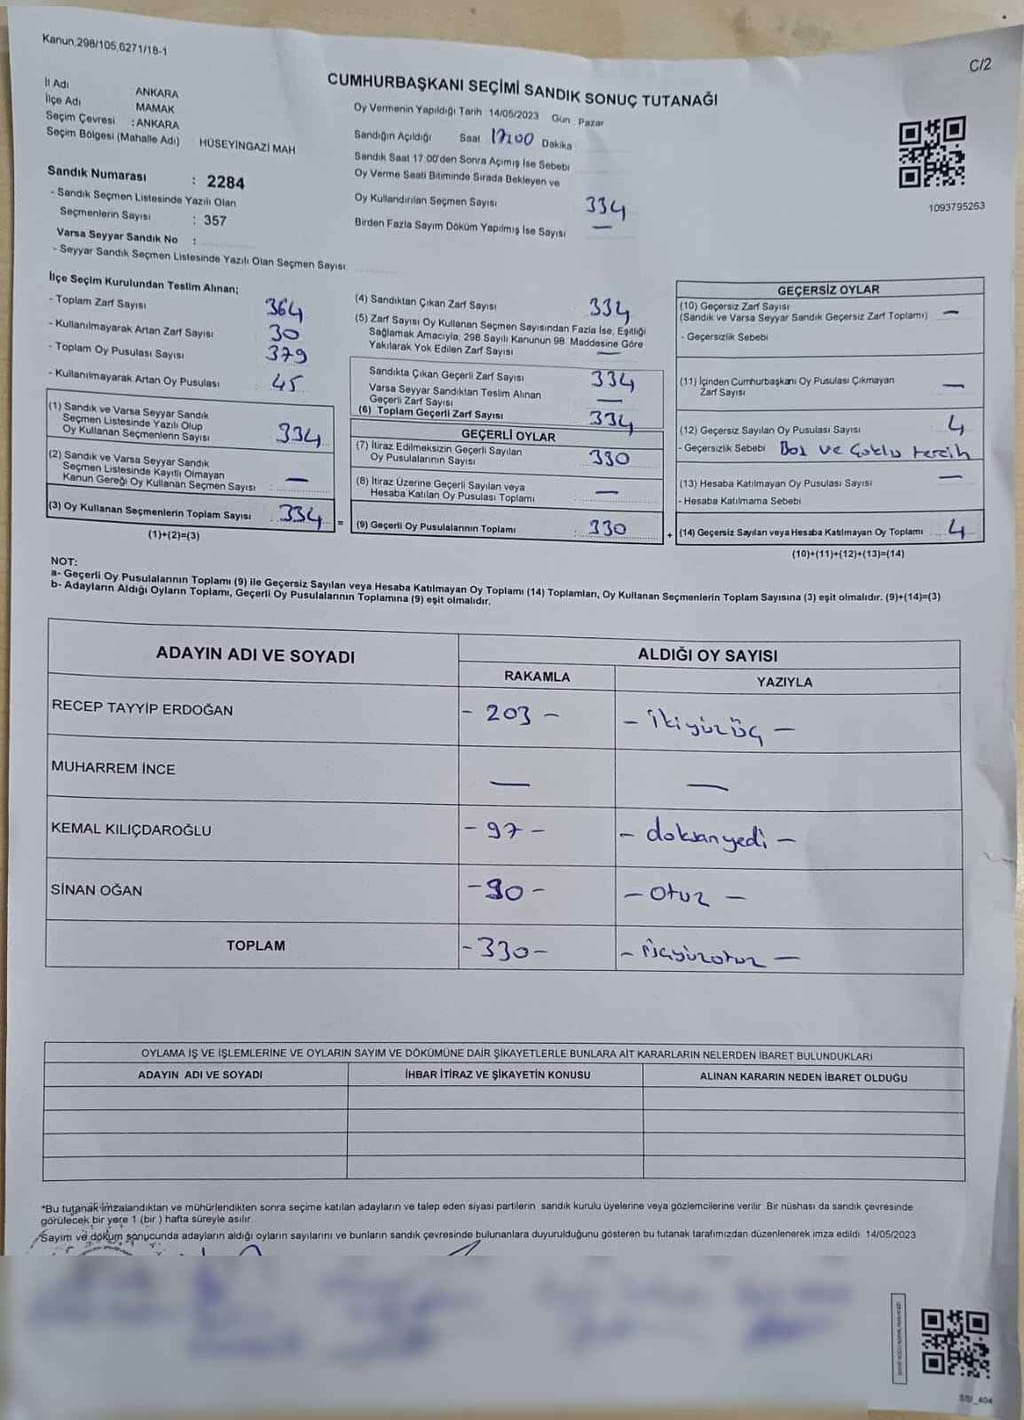 Kanun,298/105,6271/18-1
C/2
CUMHURBAŞKANI SEÇİMİ SANDIK SONUÇ TUTANAĞI
İl Adı ANKARA
İlçe Adı MAMAK
Seçim Çevresi : ANKARA
Seçim Bölgesi (Mahalle Adı) HÜSEYİNGAZİ MAH
Oy Vermenin Yapıldığı Tarih 14/05/2023 Gün Pazar
Sandığın Açıldığı Saat 17:00 Dakika
Sandık Saat 17 00'den Sonra Açımış İse Sebebi
Oy Verme Saati Bitiminde Sırada Bekleyen ve
Oy Kullandırılan Seçmen Sayısı 334
Birden Fazla Sayım Döküm Yapılmış İse Sayısı —
1093795263
Sandık Numarası : 2284
- Sandık Seçmen Listesinde Yazılı Olan
Seçmenlerin Sayısı : 357
Varsa Seyyar Sandık No :
- Seyyar Sandık Seçmen Listesinde Yazılı Olan Seçmen Sayısı
İlçe Seçim Kurulundan Teslim Alınan;
- Toplam Zarf Sayısı 364
- Kullanılmayarak Artan Zarf Sayısı 30
- Toplam Oy Pusulası Sayısı 379
- Kullanılmayarak Artan Oy Pusulası 45
(1) Sandık ve Varsa Seyyar Sandık
Seçmen Listesinde Yazılı Olup
Oy Kullanan Seçmenlerin Sayısı 334
(2) Sandık ve Varsa Seyyar Sandık
Seçmen Listesinde Kayıtlı Olmayan
Kanun Gereği Oy Kullanan Seçmen Sayısı —
(3) Oy Kullanan Seçmenlerin Toplam Sayısı 334 =
(1)+(2)=(3)
(4) Sandıktan Çıkan Zarf Sayısı 334
(5) Zarf Sayısı Oy Kullanan Seçmen Sayısından Fazla İse, Eşitliği
Sağlamak Amacıyla, 298 Sayılı Kanunun 98. Maddesine Göre
Yakılarak Yok Edilen Zarf Sayısı —
Sandıkta Çıkan Geçerli Zarf Sayısı 334
Varsa Seyyar Sandıktan Teslim Alınan
Geçerli Zarf Sayısı —
(6) Toplam Geçerli Zarf Sayısı 334
GEÇERLİ OYLAR
(7) İtiraz Edilmeksizin Geçerli Sayılan
Oy Pusulalarının Sayısı 330
(8) İtiraz Üzerine Geçerli Sayılan veya
Hesaba Katılan Oy Pusulası Toplamı —
(9) Geçerli Oy Pusulalarının Toplamı 330 +
GEÇERSİZ OYLAR
(10) Geçersiz Zarf Sayısı
(Sandık ve Varsa Seyyar Sandık Geçersiz Zarf Toplamı) —
- Geçersizlik Sebebi
(11) İçinden Cumhurbaşkanı Oy Pusulası Çıkmayan
Zarf Sayısı —
(12) Geçersiz Sayılan Oy Pusulası Sayısı 4
- Geçersizlik Sebebi Boş ve Çoklu tercih
(13) Hesaba Katılmayan Oy Pusulası Sayısı —
- Hesaba Katılmama Sebebi
(14) Geçersiz Sayılan veya Hesaba Katılmayan Oy Toplamı 4
(10)+(11)+(12)+(13)=(14)
NOT:
a- Geçerli Oy Pusulalarının Toplamı (9) ile Geçersiz Sayılan veya Hesaba Katılmayan Oy Toplamı (14) Toplamları, Oy Kullanan Seçmenlerin Toplam Sayısına (3) eşit olmalıdır. (9)+(14)=(3)
b- Adayların Aldığı Oyların Toplamı, Geçerli Oy Pusulalarının Toplamına (9) eşit olmalıdır.
ADAYIN ADI VE SOYADI ALDIĞI OY SAYISI
RAKAMLA YAZIYLA
RECEP TAYYİP ERDOĞAN - 203 - - ikiyüzüç -
MUHARREM İNCE — —
KEMAL KILIÇDAROĞLU - 97 - - doksanyedi -
SİNAN OĞAN - 30 - - otuz -
TOPLAM - 330 - - üçyüzotuz -
OYLAMA İŞ VE İŞLEMLERİNE VE OYLARIN SAYIM VE DÖKÜMÜNE DAİR ŞİKAYETLERLE BUNLARA AİT KARARLARIN NELERDEN İBARET BULUNDUKLARI
ADAYIN ADI VE SOYADI İHBAR İTİRAZ VE ŞİKAYETİN KONUSU ALINAN KARARIN NEDEN İBARET OLDUĞU
*Bu tutanak imzalandıktan ve mühürlendikten sonra seçime katılan adayların ve talep eden siyasi partilerin sandık kurulu üyelerine veya gözlemcilerine verilir. Bir nüshası da sandık çevresinde
görülecek bir yere 1 (bir ) hafta süreyle asılır.
Sayım ve döküm sonucunda adayların aldığı oyların sayılarını ve bunların sandık çevresinde bulunanlara duyurulduğunu gösteren bu tutanak tarafımızdan düzenlenerek imza edildi. 14/05/2023